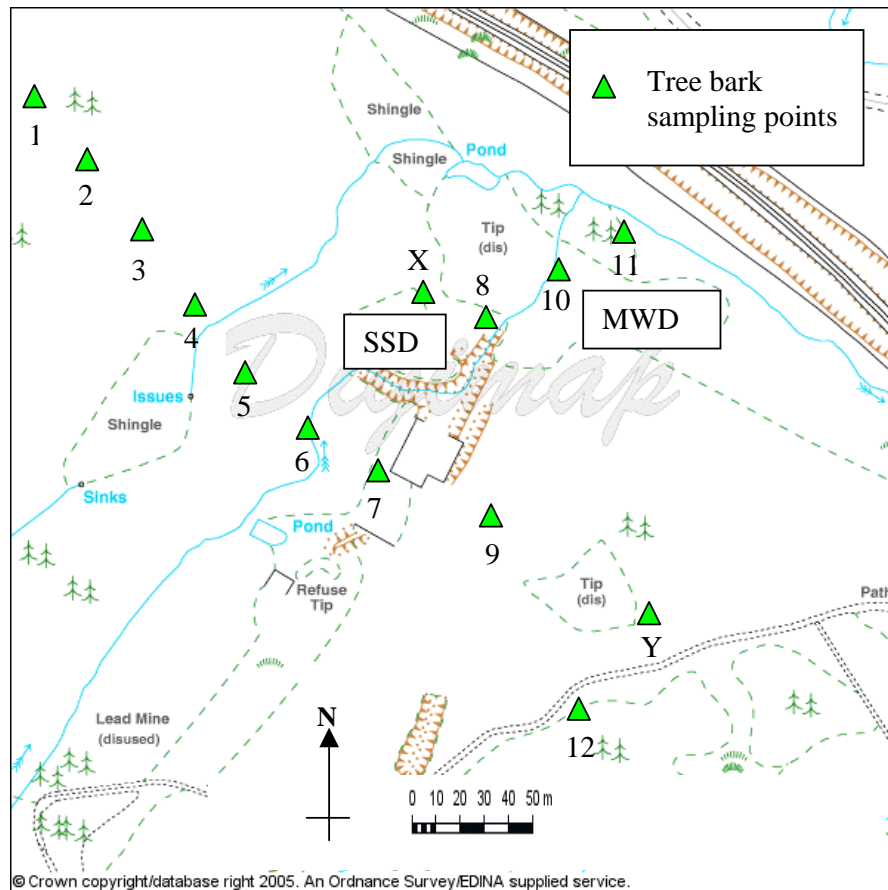 Tree bark
sampling points
1
2
3
4
5
6
7
8
9
10
11
12
X
Y
Shingle
Shingle
Pond
Tip
(dis)
SSD
MWD
Digimap
Issues
Shingle
Sinks
Pond
Refuse
Tip
Tip
(dis)
Path
Lead Mine
(disused)
N
0 10 20 30 40 50 m
© Crown copyright/database right 2005. An Ordnance Survey/EDINA supplied service.